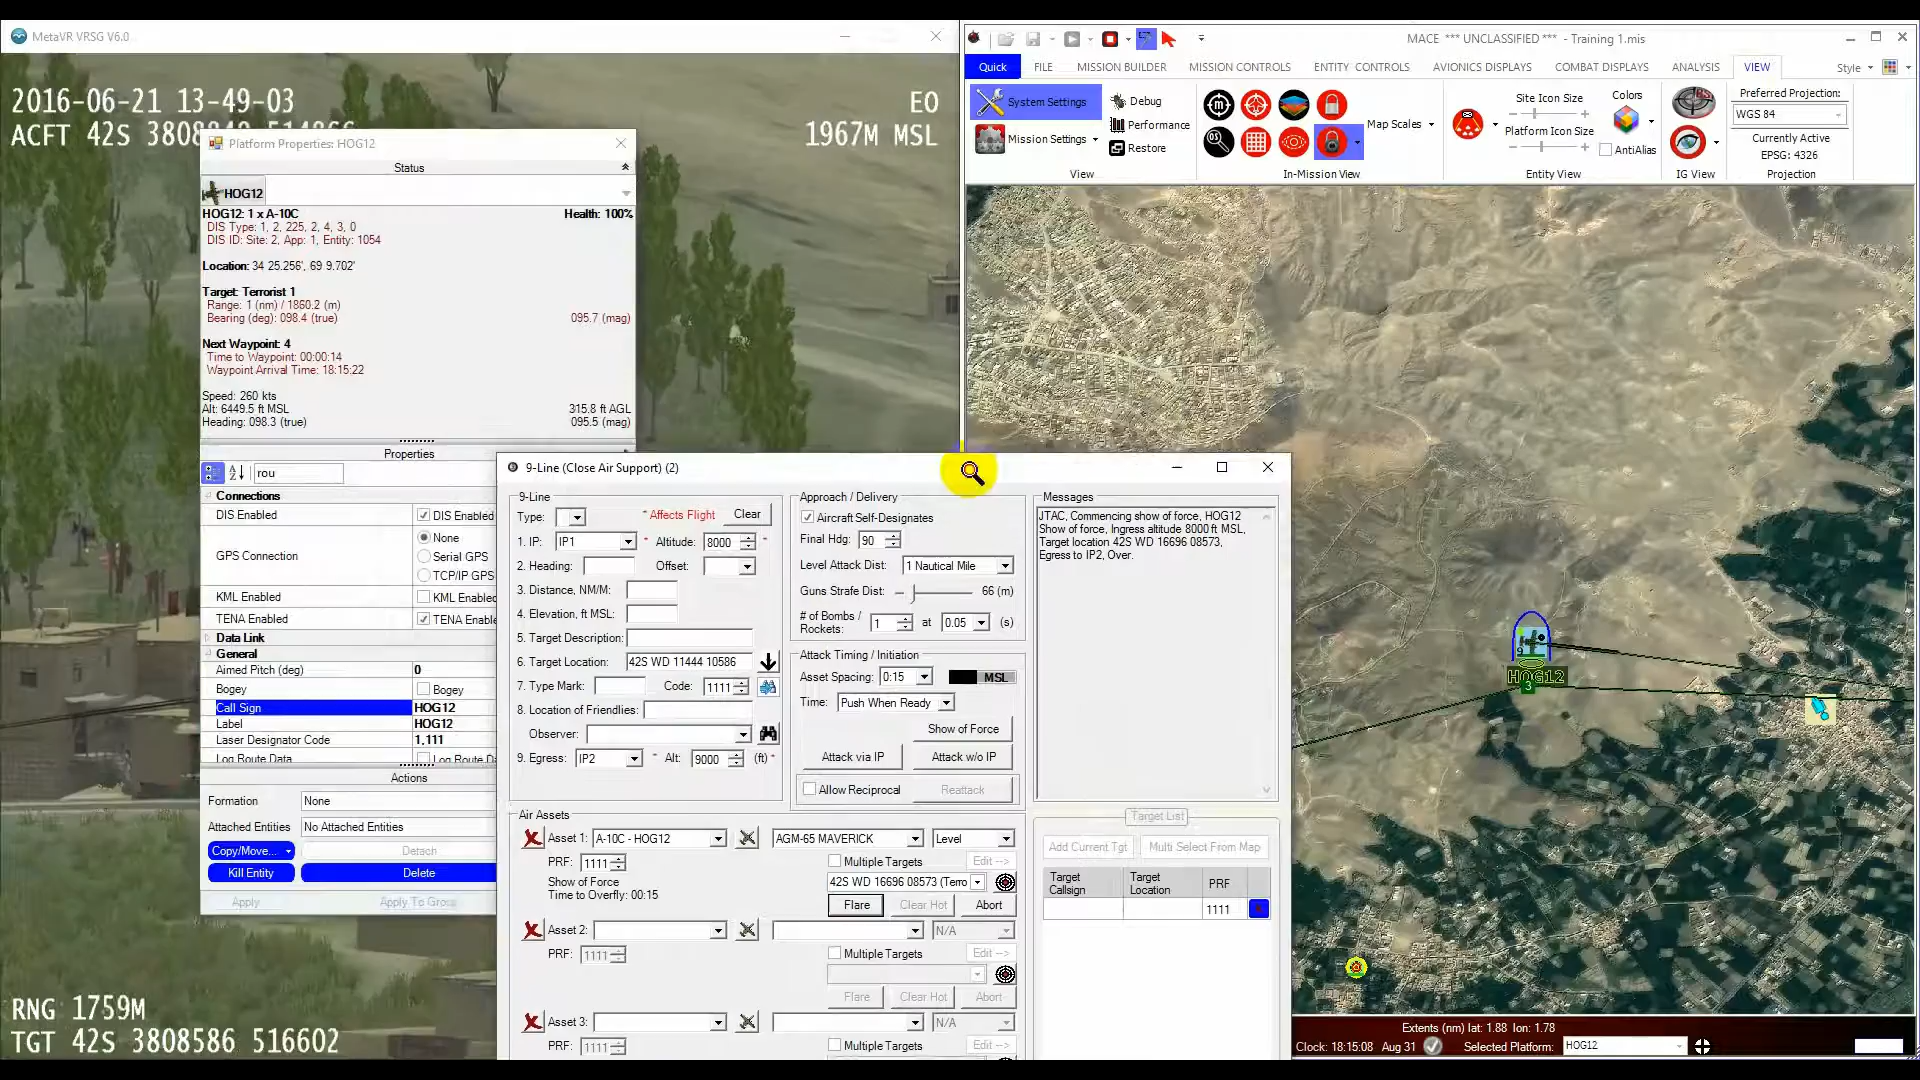 MetaVR VRSG V6.0
2016-06-21 13-49-03
EO
ACFT 42S
1967M MSL
RNG 1759M
TGT 42S 3808586 516602
Platform Properties: HOG12
Status
HOG12
HOG12: 1 x A-10C
Health: 100%
DIS Type: 1, 2, 225, 2, 4, 3, 0
DIS ID: Site: 2, App: 1, Entity: 1054
Location: 34 25.256', 69 9.702'
Target: Terrorist 1
Range: 1 (nm) / 1860.2 (m)
Bearing (deg): 098.4 (true)
095.7 (mag)
Next Waypoint: 4
Time to Waypoint: 00:00:14
Waypoint Arrival Time: 18:15:22
Speed: 260 kts
Alt: 6449.5 ft MSL
315.8 ft AGL
Heading: 098.3 (true)
095.5 (mag)
Properties
rou
Connections
DIS Enabled
DIS Enabled
GPS Connection
None
Serial GPS
TCP/IP GPS
KML Enabled
KML Enabled
TENA Enabled
TENA Enable
Data Link
General
Aimed Pitch (deg)
0
Bogey
Bogey
Call Sign
HOG12
Label
HOG12
Laser Designator Code
1,111
Log Route Data
Log Route D
Actions
Formation
None
Attached Entities
No Attached Entities
Copy/Move...
Detach
Kill Entity
Delete
Apply
Apply To Group
9-Line (Close Air Support) (2)
9-Line
Type:
* Affects Flight
Clear
1. IP:
IP1
* Altitude:
8000
*
2. Heading:
Offset:
3. Distance, NM/M:
4. Elevation, ft MSL:
5. Target Description:
6. Target Location:
42S WD 11444 10586
7. Type Mark:
Code:
1111
8. Location of Friendlies:
Observer:
9. Egress:
IP2
* Alt:
9000
(ft) *
Approach / Delivery
Aircraft Self-Designates
Final Hdg:
90
Level Attack Dist:
1 Nautical Mile
Guns Strafe Dist:
66 (m)
# of Bombs /
Rockets:
1
at
0.05
(s)
Attack Timing / Initiation
Asset Spacing:
0:15
MSL
Time:
Push When Ready
Show of Force
Attack via IP
Attack w/o IP
Allow Reciprocal
Reattack
Messages
JTAC, Commencing show of force, HOG12
Show of force, Ingress altitude 8000 ft MSL,
Target location 42S WD 16696 08573,
Egress to IP2, Over.
Air Assets
Asset 1:
A-10C - HOG12
AGM-65 MAVERICK
Level
PRF:
1111
Multiple Targets
Edit -->
Show of Force
42S WD 16696 08573 (Terro
Time to Overfly: 00:15
Flare
Clear Hot
Abort
Asset 2:
N/A
PRF:
1111
Multiple Targets
Edit -->
Flare
Clear Hot
Abort
Asset 3:
N/A
PRF:
1111
Multiple Targets
Edit -->
Target List
Add Current Tgt
Multi Select From Map
Target
Callsign
Target
Location
PRF
1111
MACE *** UNCLASSIFIED *** - Training 1.mis
Quick
FILE
MISSION BUILDER
MISSION CONTROLS
ENTITY CONTROLS
AVIONICS DISPLAYS
COMBAT DISPLAYS
ANALYSIS
VIEW
Style
System Settings
Mission Settings
Debug
Performance
Restore
View
Map Scales
In-Mission View
Site Icon Size
Platform Icon Size
Colors
AntiAlias
Entity View
IG View
Preferred Projection:
WGS 84
Currently Active
EPSG: 4326
Projection
9
HOG12
3
Extents (nm) lat: 1.88 lon: 1.78
Clock: 18:15:08 Aug 31
Selected Platform:
HOG12